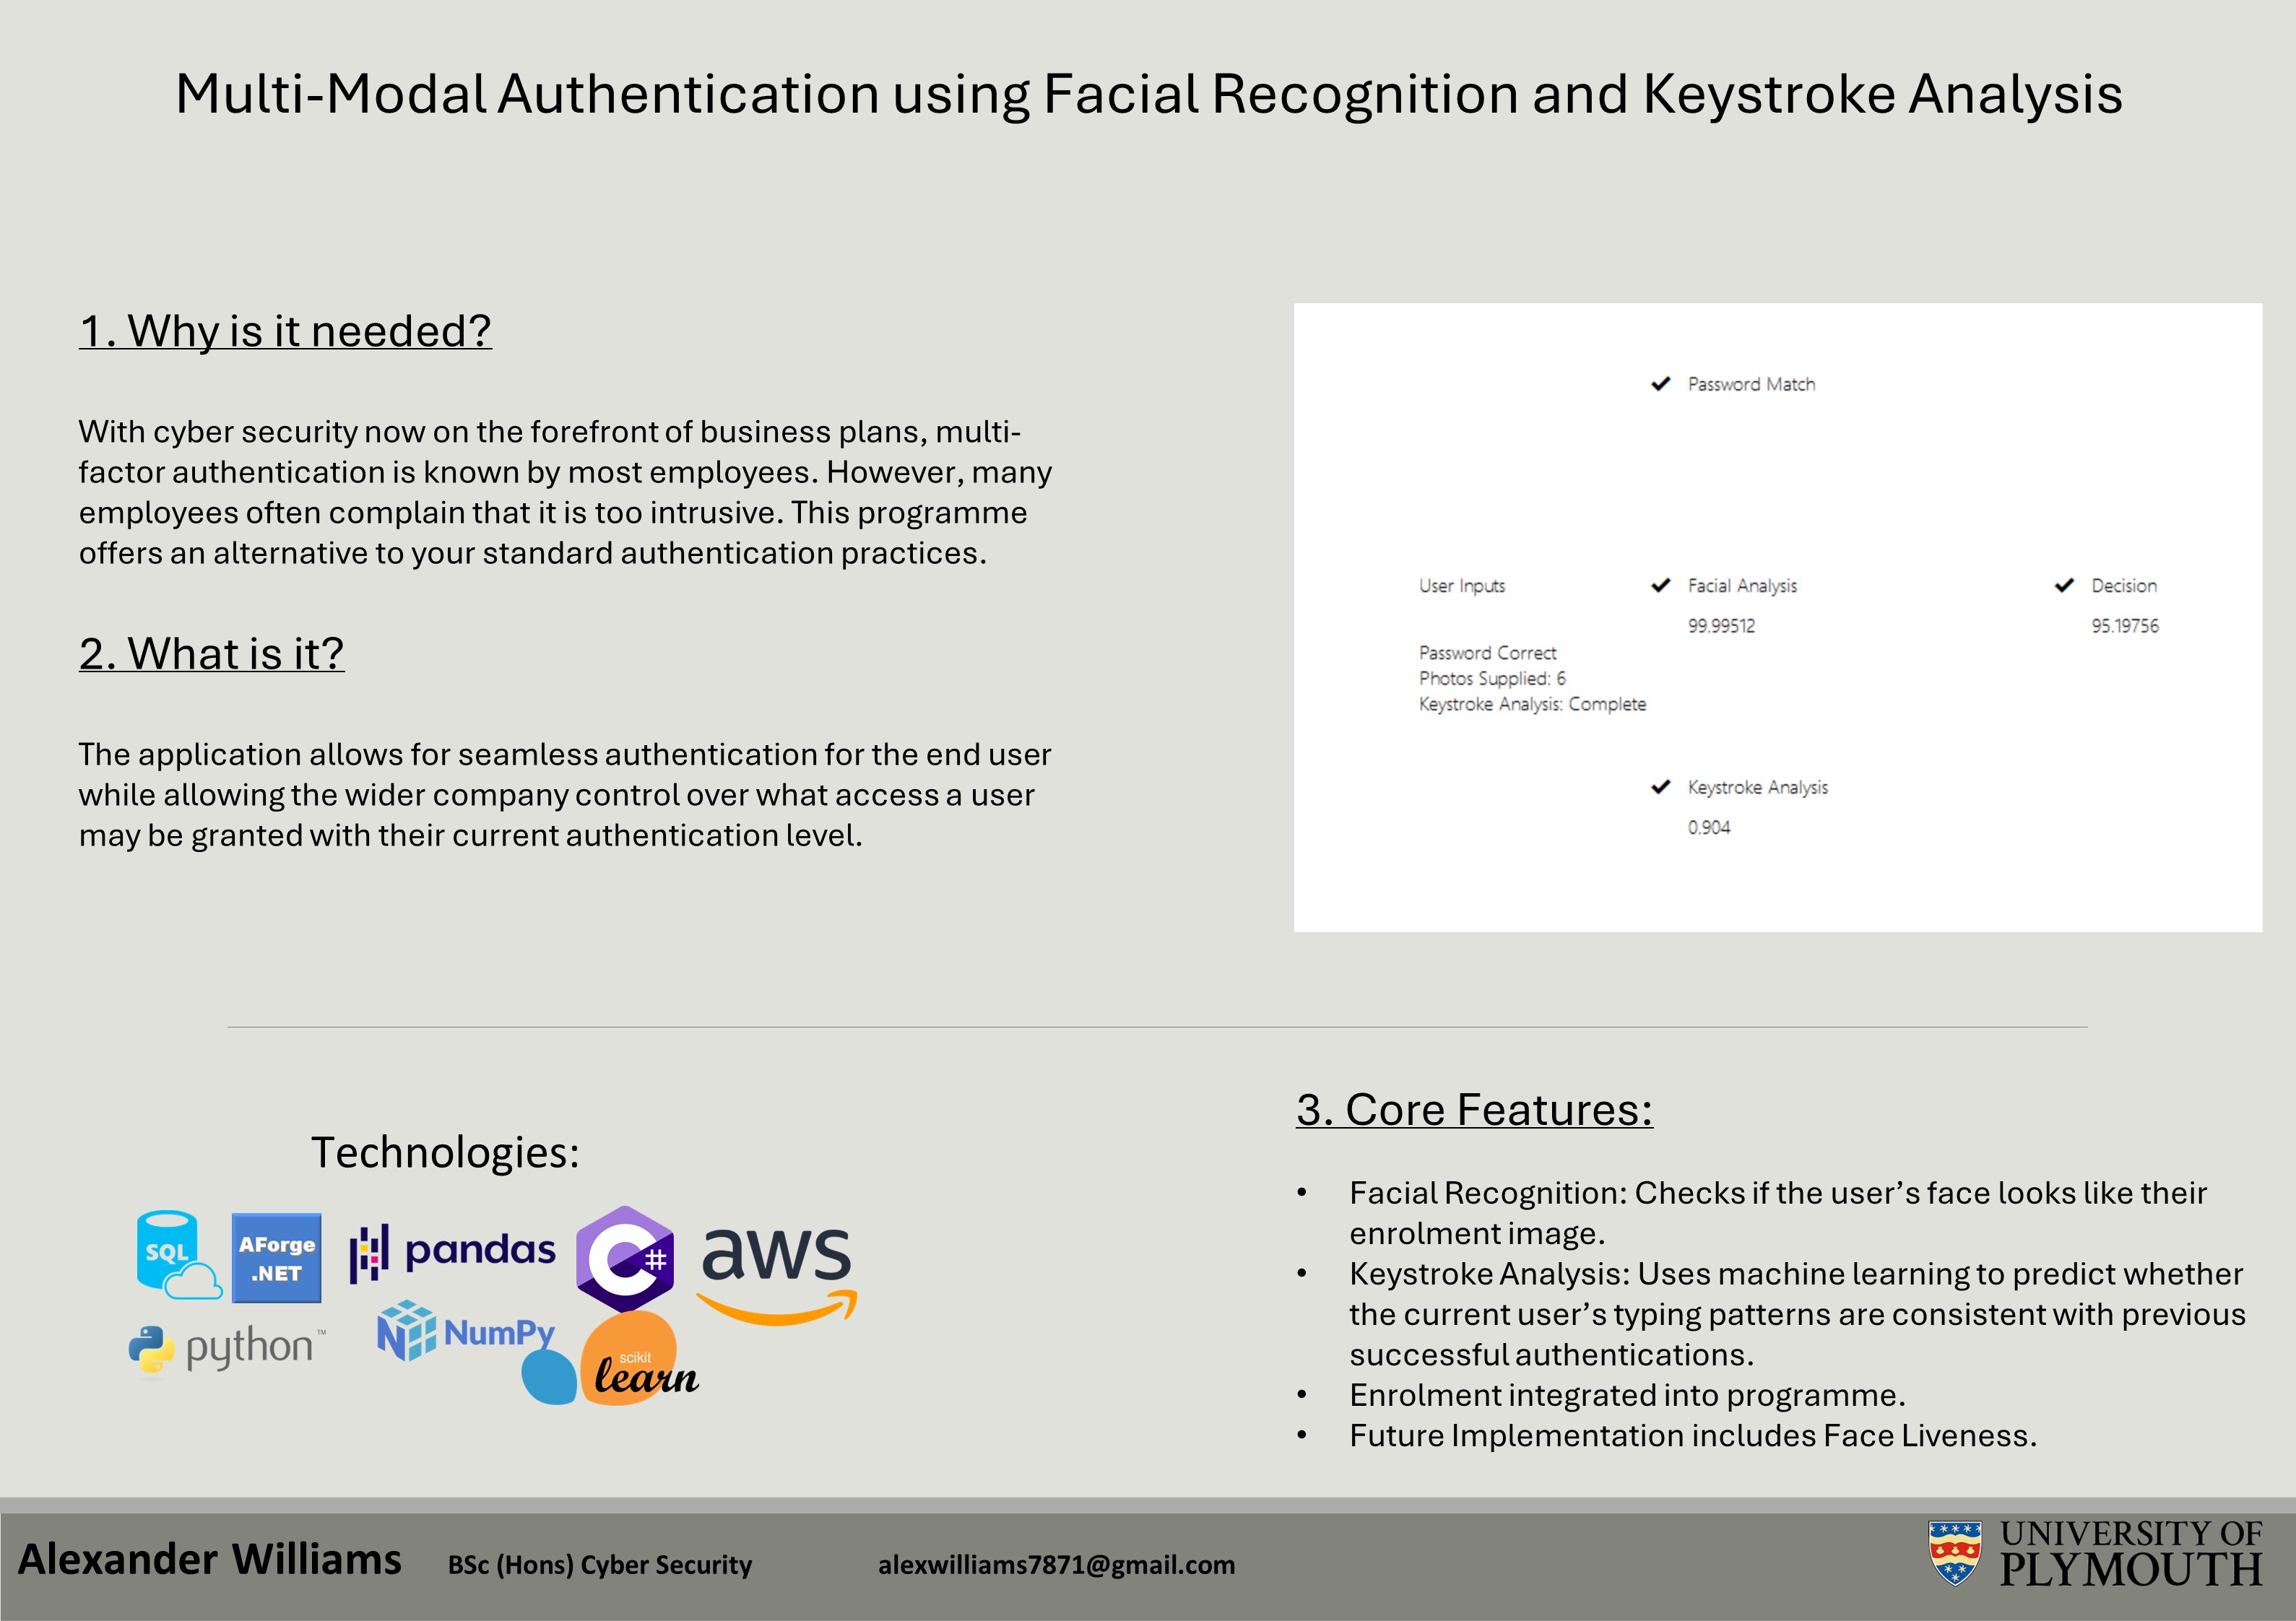 Multi-Modal Authentication using Facial Recognition and Keystroke Analysis
1. Why is it needed?
With cyber security now on the forefront of business plans, multi-
factor authentication is known by most employees. However, many
employees often complain that it is too intrusive. This programme
offers an alternative to your standard authentication practices.
2. What is it?
The application allows for seamless authentication for the end user
while allowing the wider company control over what access a user
may be granted with their current authentication level.
Password Match
User Inputs
Facial Analysis
Decision
99.99512
95.19756
Password Correct
Photos Supplied: 6
Keystroke Analysis: Complete
Keystroke Analysis
0.904
Technologies:
SQL
AForge
.NET
pandas
C#
aws
python™
NumPy
scikit
learn
3. Core Features:
• Facial Recognition: Checks if the user’s face looks like their
enrolment image.
• Keystroke Analysis: Uses machine learning to predict whether
the current user’s typing patterns are consistent with previous
successful authentications.
• Enrolment integrated into programme.
• Future Implementation includes Face Liveness.
Alexander Williams BSc (Hons) Cyber Security alexwilliams7871@gmail.com
UNIVERSITY OF
PLYMOUTH